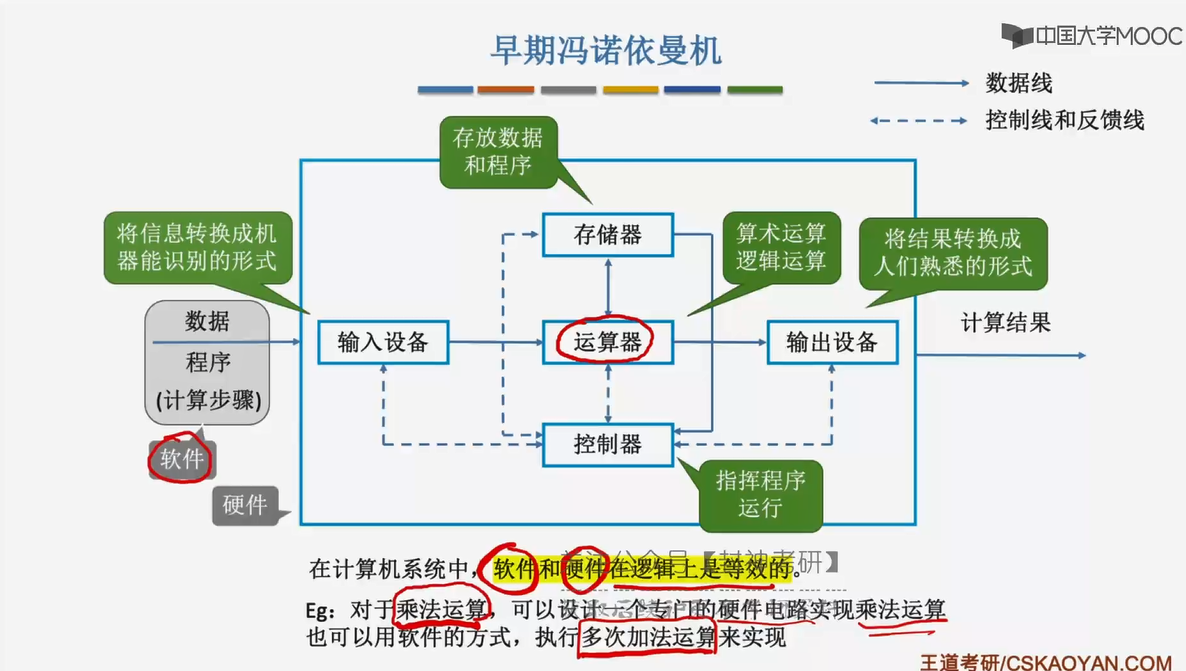 中国大学MOOC
早期冯诺依曼机
数据线
控制线和反馈线
存放数据
和程序
将信息转换成机
器能识别的形式
存储器
算术运算
逻辑运算
将结果转换成
人们熟悉的形式
数据
程序
(计算步骤)
输入设备
运算器
输出设备
计算结果
软件
硬件
控制器
指挥程序
运行
在计算机系统中，软件和硬件在逻辑上是等效的。
Eg：对于乘法运算，可以设计一个专门的硬件电路实现乘法运算
也可以用软件的方式，执行多次加法运算来实现
王道考研/CSKAOYAN.COM